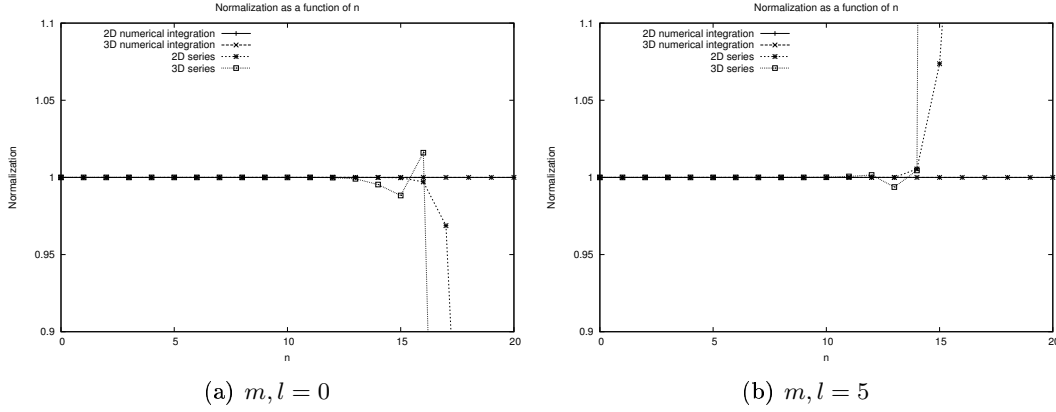 Normalization as a function of n
1.1
1.05
1
0.95
0.9
Normalization
2D numerical integration
3D numerical integration
2D series
3D series
0 5 10 15 20
n
(a) m, l = 0
Normalization as a function of n
1.1
1.05
1
0.95
0.9
Normalization
2D numerical integration
3D numerical integration
2D series
3D series
0 5 10 15 20
n
(b) m, l = 5